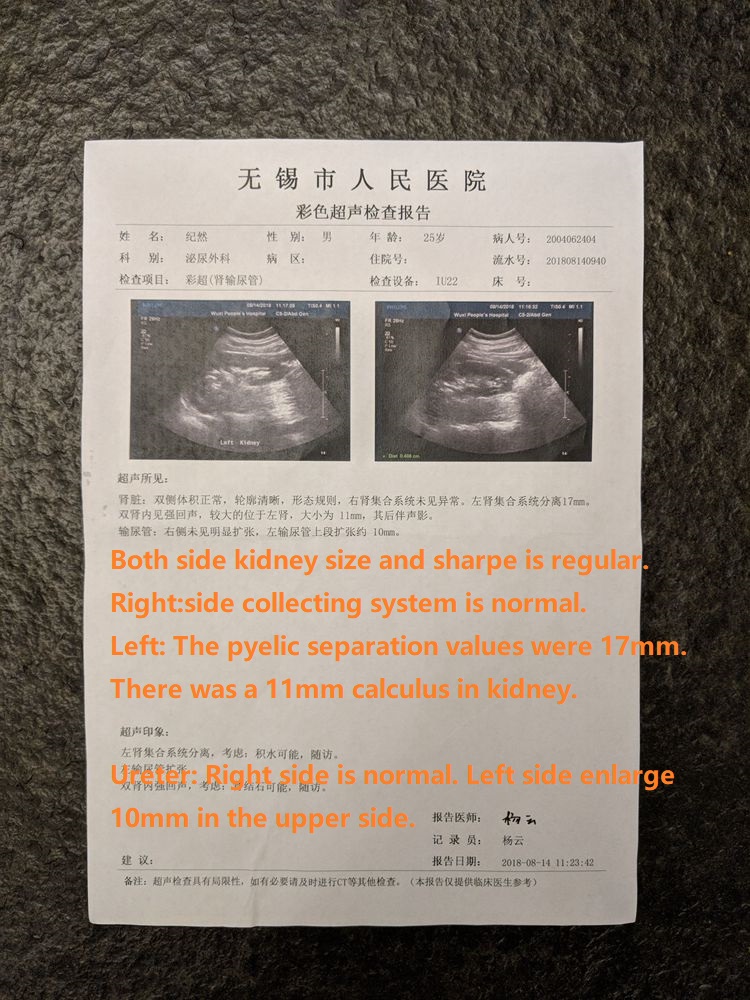 无锡市人民医院
彩色超声检查报告
姓 名： 纪然 性 别： 男 年 龄： 25岁 病人号： 2004062404
科 别： 泌尿外科 病 区： 住院号： 流水号： 201808140940
检查项目： 彩超(肾输尿管) 检查设备： IU22 床 号：
PHILIPS 08/14/2018 11:17:05 TIS0.4 MI 1.1
Wuxi People's Hospital C5-2/Abd Gen
FR 28Hz
RS
Left Kidney
PHILIPS 08/14/2018 11:16:32 TIS0.4 MI 1.1
Wuxi People's Hospital C5-2/Abd Gen
FR 28Hz
RS
Dist 0.606 cm
超声所见：
肾脏：双侧体积正常，轮廓清晰，形态规则，右肾集合系统未见异常。左肾集合系统分离17mm。
双肾内见强回声，较大的位于左肾，大小为 11mm，其后伴声影。
输尿管：右侧未见明显扩张，左输尿管上段扩张约 10mm。
Both side kidney size and sharpe is regular.
Right:side collecting system is normal.
Left: The pyelic separation values were 17mm.
There was a 11mm calculus in kidney.
超声印象：
左肾集合系统分离，考虑：积水可能，随访。
左输尿管扩张
Ureter: Right side is normal. Left side enlarge
双肾内强回声，考虑：肾结石可能，随访。
10mm in the upper side.
报告医师： 杨云
记 录 员： 杨云
建 议：
报告日期： 2018-08-14 11:23:42
备注：超声检查具有局限性，如有必要请及时进行CT等其他检查。（本报告仅提供临床医生参考）